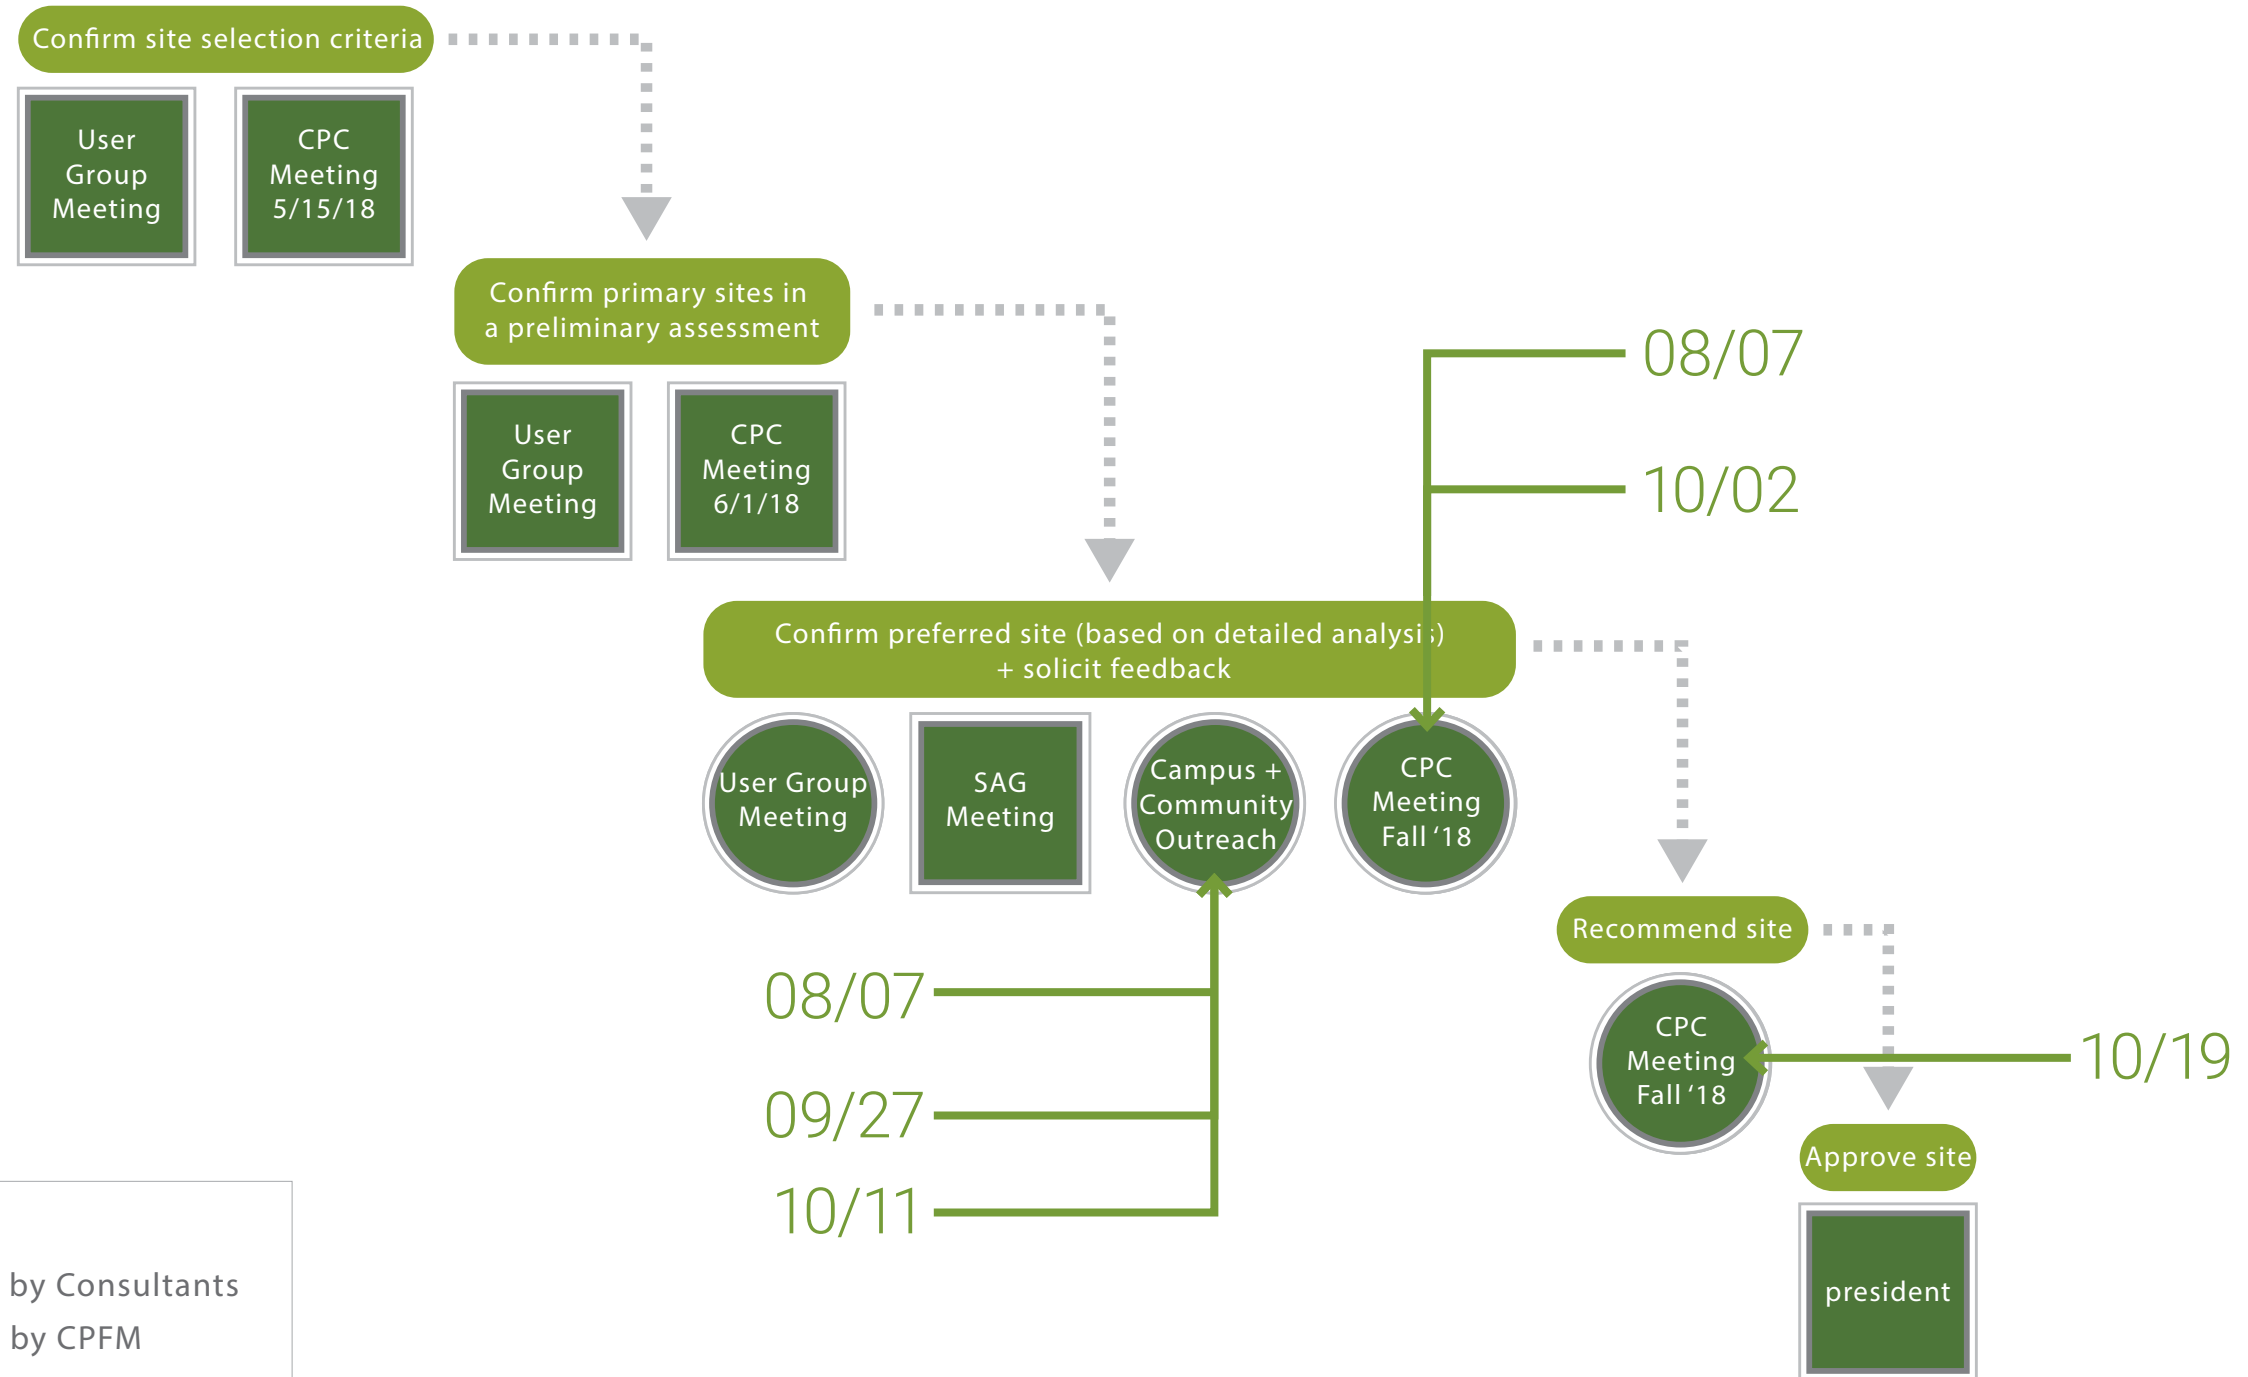 Confirm site selection criteria
User
Group
Meeting
CPC
Meeting
5/15/18
Confirm primary sites in
a preliminary assessment
User
Group
Meeting
CPC
Meeting
6/1/18
08/07
10/02
Confirm preferred site (based on detailed analysis)
+ solicit feedback
User Group
Meeting
SAG
Meeting
Campus +
Community
Outreach
CPC
Meeting
Fall ‘18
08/07
09/27
10/11
Recommend site
CPC
Meeting
Fall ‘18
10/19
Approve site
president
by Consultants
by CPFM